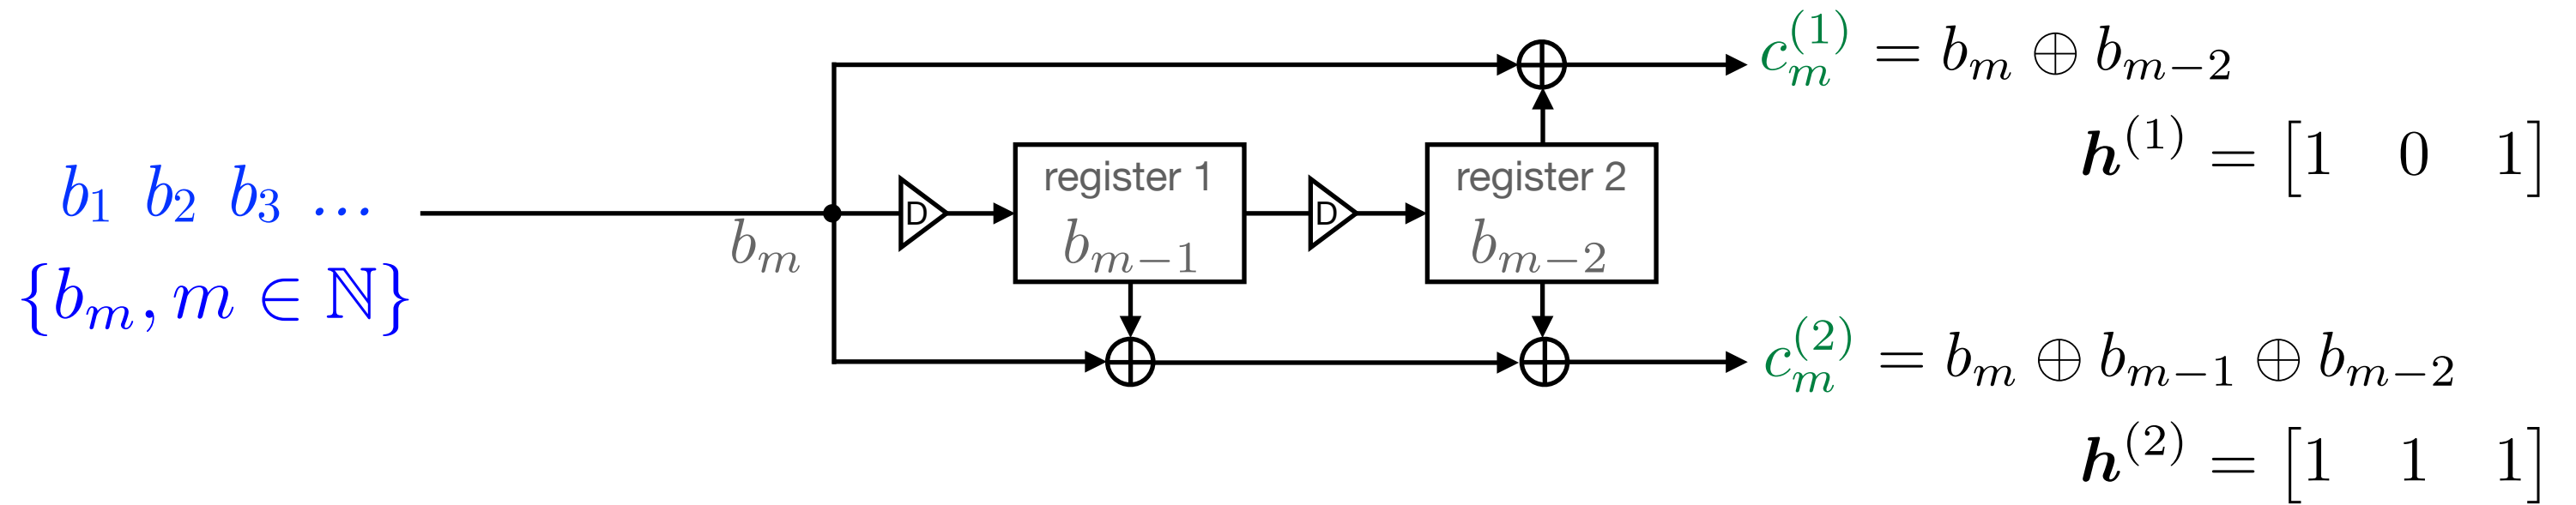 c_m^{(1)} = b_m ⊕ b_{m−2}
h^{(1)} = [1 0 1]
b_1 b_2 b_3 …
{b_m, m ∈ ℕ}
b_m
D
register 1
b_{m−1}
D
register 2
b_{m−2}
c_m^{(2)} = b_m ⊕ b_{m−1} ⊕ b_{m−2}
h^{(2)} = [1 1 1]